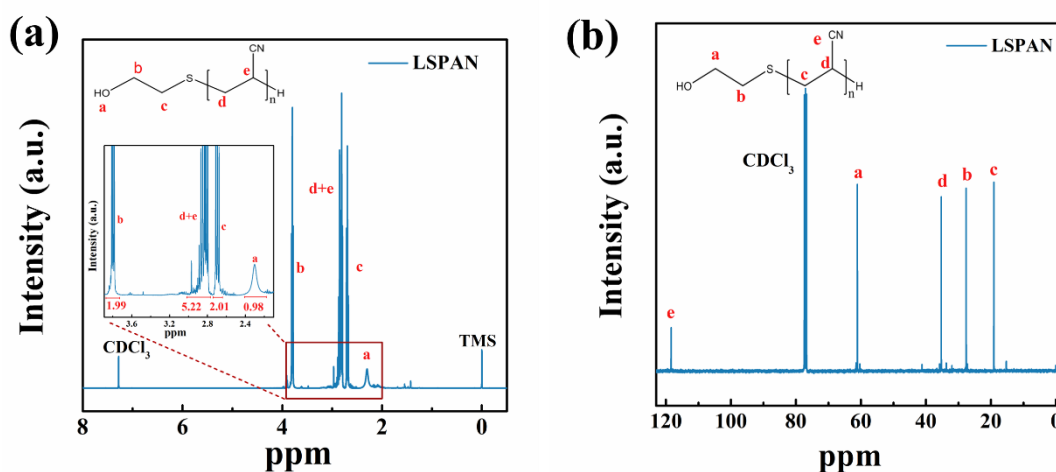 (a)
LSPAN
CN
b
e
S
HO
H
n
a
c
d
Intensity (a.u.)
d+e
b
c
a
CDCl3
TMS
8
6
4
2
0
ppm
Intensity (a.u.)
b
d+e
c
a
1.99
5.22
2.01
0.98
3.6
3.2
2.8
2.4
ppm
(b)
LSPAN
e
CN
a
d
S
c
HO
H
n
b
Intensity (a.u.)
CDCl3
a
d
b
c
e
120
100
80
60
40
20
0
ppm